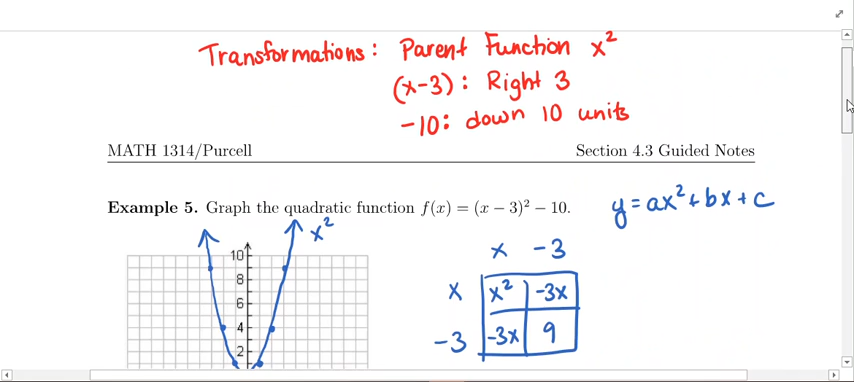 Transformations: Parent Function x²
(x-3): Right 3
-10: down 10 units
MATH 1314/Purcell Section 4.3 Guided Notes
Example 5. Graph the quadratic function f(x) = (x − 3)² − 10.
y = ax² + bx + c
x²
x -3
10
8
6
4
2
x x² -3x
-3 -3x 9